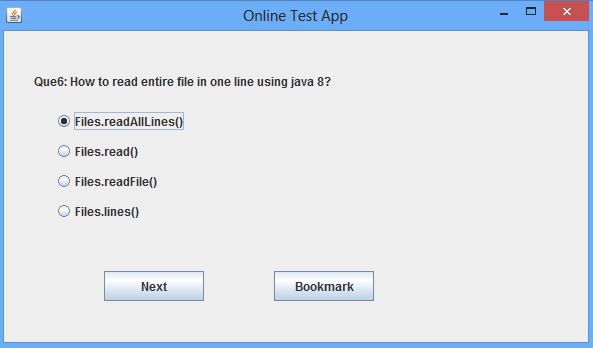 Online Test App
Que6: How to read entire file in one line using java 8?
Files.readAllLines()
Files.read()
Files.readFile()
Files.lines()
Next
Bookmark